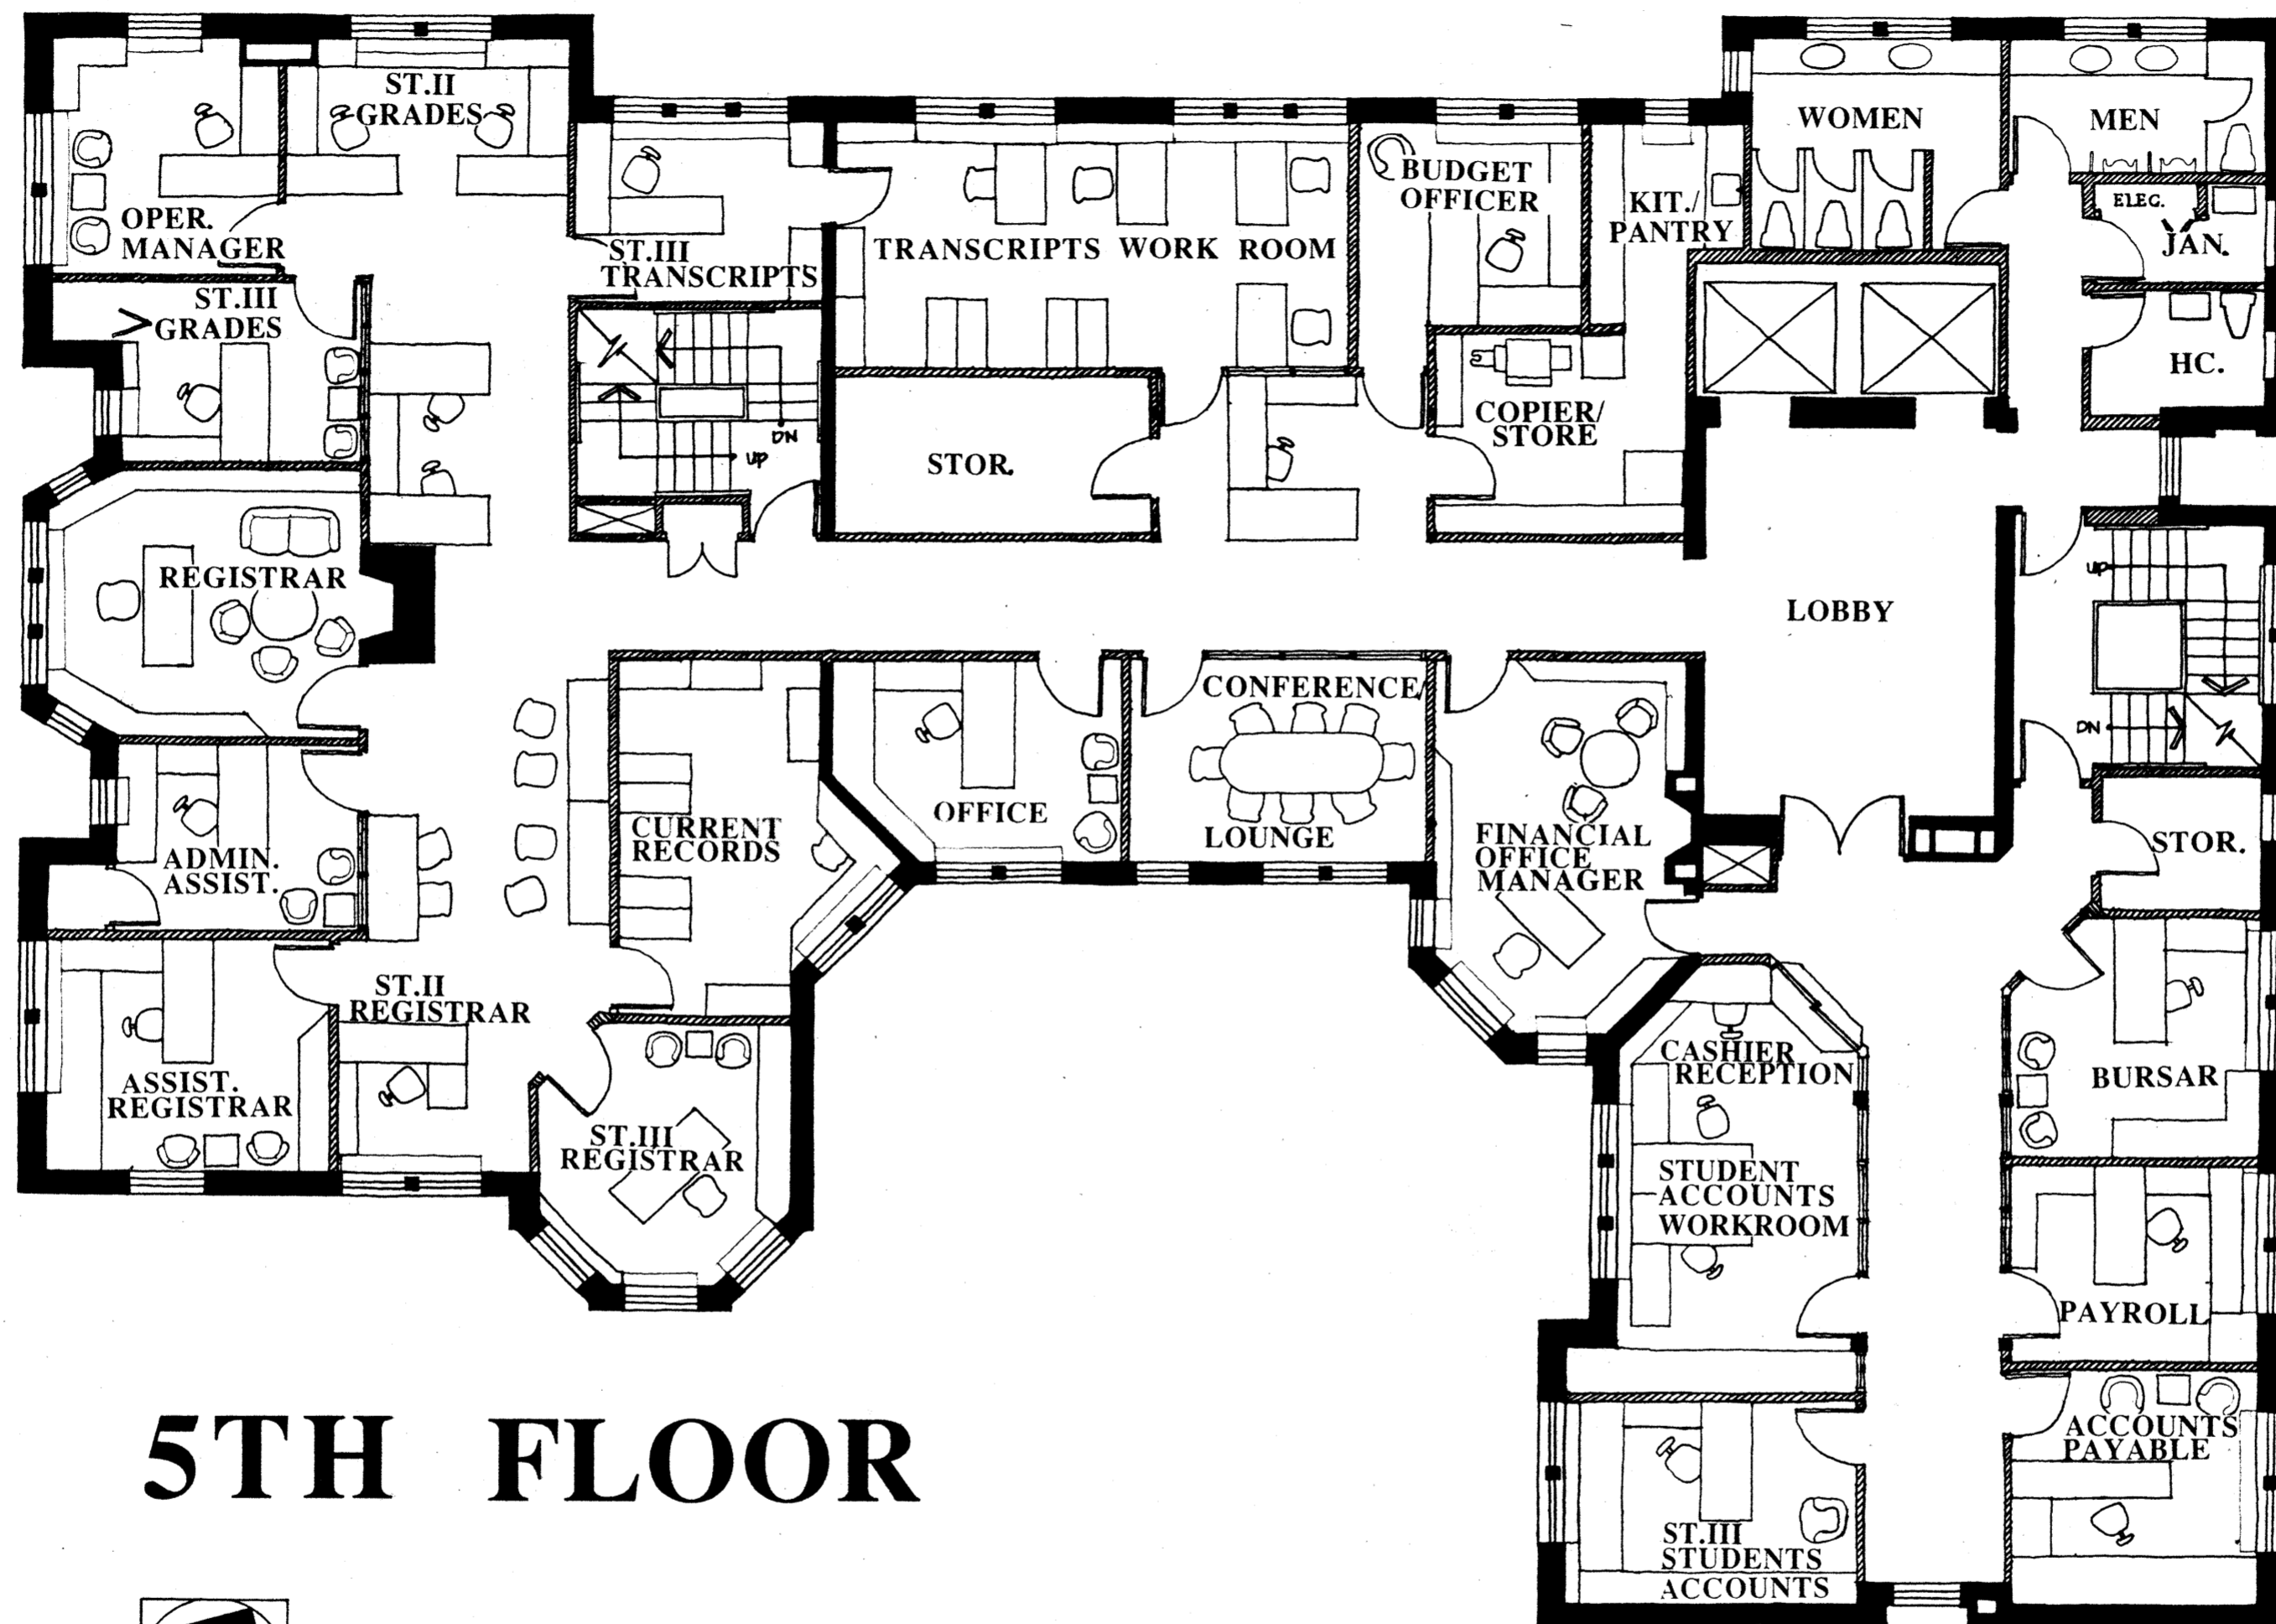 ST.II
GRADES
OPER.
MANAGER
ST.III
TRANSCRIPTS
TRANSCRIPTS WORK ROOM
BUDGET
OFFICER
KIT./
PANTRY
WOMEN
MEN
ELEC.
JAN.
HC.
ST.III
GRADES
DN
UP
STOR.
COPIER/
STORE
REGISTRAR
LOBBY
UP
DN
CONFERENCE/
LOUNGE
OFFICE
CURRENT
RECORDS
FINANCIAL
OFFICE
MANAGER
STOR.
ADMIN.
ASSIST.
ST.II
REGISTRAR
ASSIST.
REGISTRAR
ST.III
REGISTRAR
CASHIER
RECEPTION
BURSAR
STUDENT
ACCOUNTS
WORKROOM
PAYROLL
ACCOUNTS
PAYABLE
ST.III
STUDENTS
ACCOUNTS
5TH FLOOR